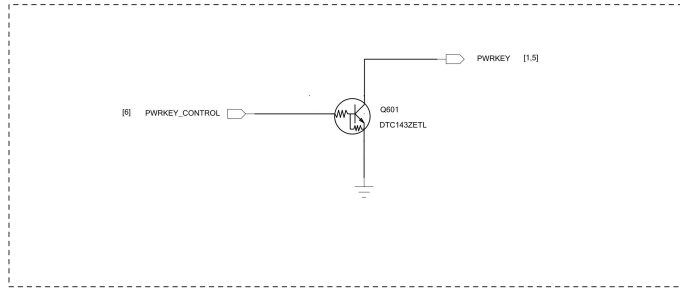 PWRKEY [1,5]
[6] PWRKEY_CONTROL
Q601
DTC143ZETL